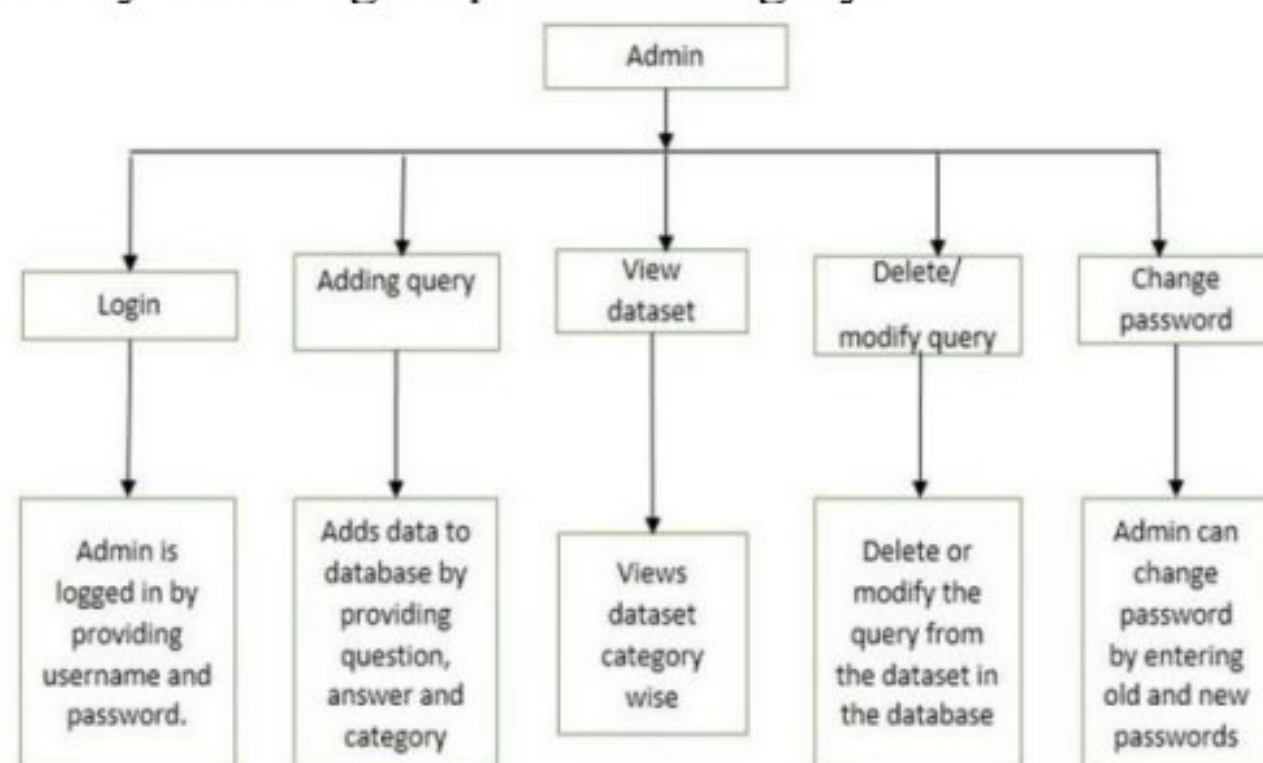 Admin
Login
Adding query
View
dataset
Delete/
modify query
Change
password
Admin is
logged in by
providing
username and
password.
Adds data to
database by
providing
question,
answer and
category
Views
dataset
category
wise
Delete or
modify the
query from
the dataset in
the database
Admin can
change
password
by entering
old and new
passwords